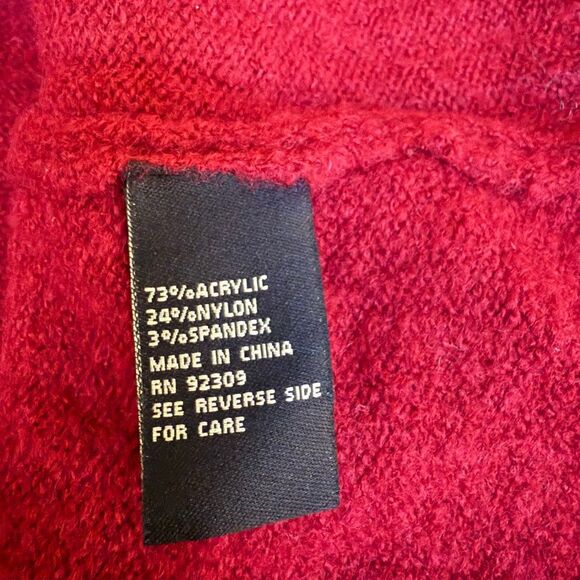 73%ACRYLIC
24%NYLON
3%SPANDEX
MADE IN CHINA
RN 92309
SEE REVERSE SIDE
FOR CARE